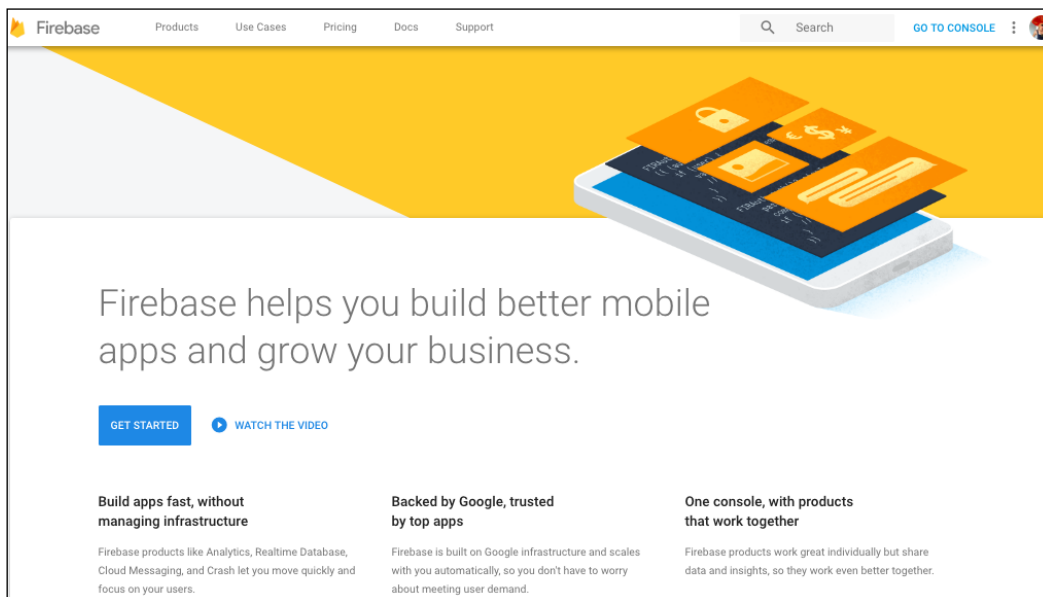 Firebase
Products
Use Cases
Pricing
Docs
Support
Search
GO TO CONSOLE
€ $ ¥
Firebase helps you build better mobile
apps and grow your business.
GET STARTED
WATCH THE VIDEO
Build apps fast, without
managing infrastructure
Firebase products like Analytics, Realtime Database,
Cloud Messaging, and Crash let you move quickly and
focus on your users.
Backed by Google, trusted
by top apps
Firebase is built on Google infrastructure and scales
with you automatically, so you don't have to worry
about meeting user demand.
One console, with products
that work together
Firebase products work great individually but share
data and insights, so they work even better together.